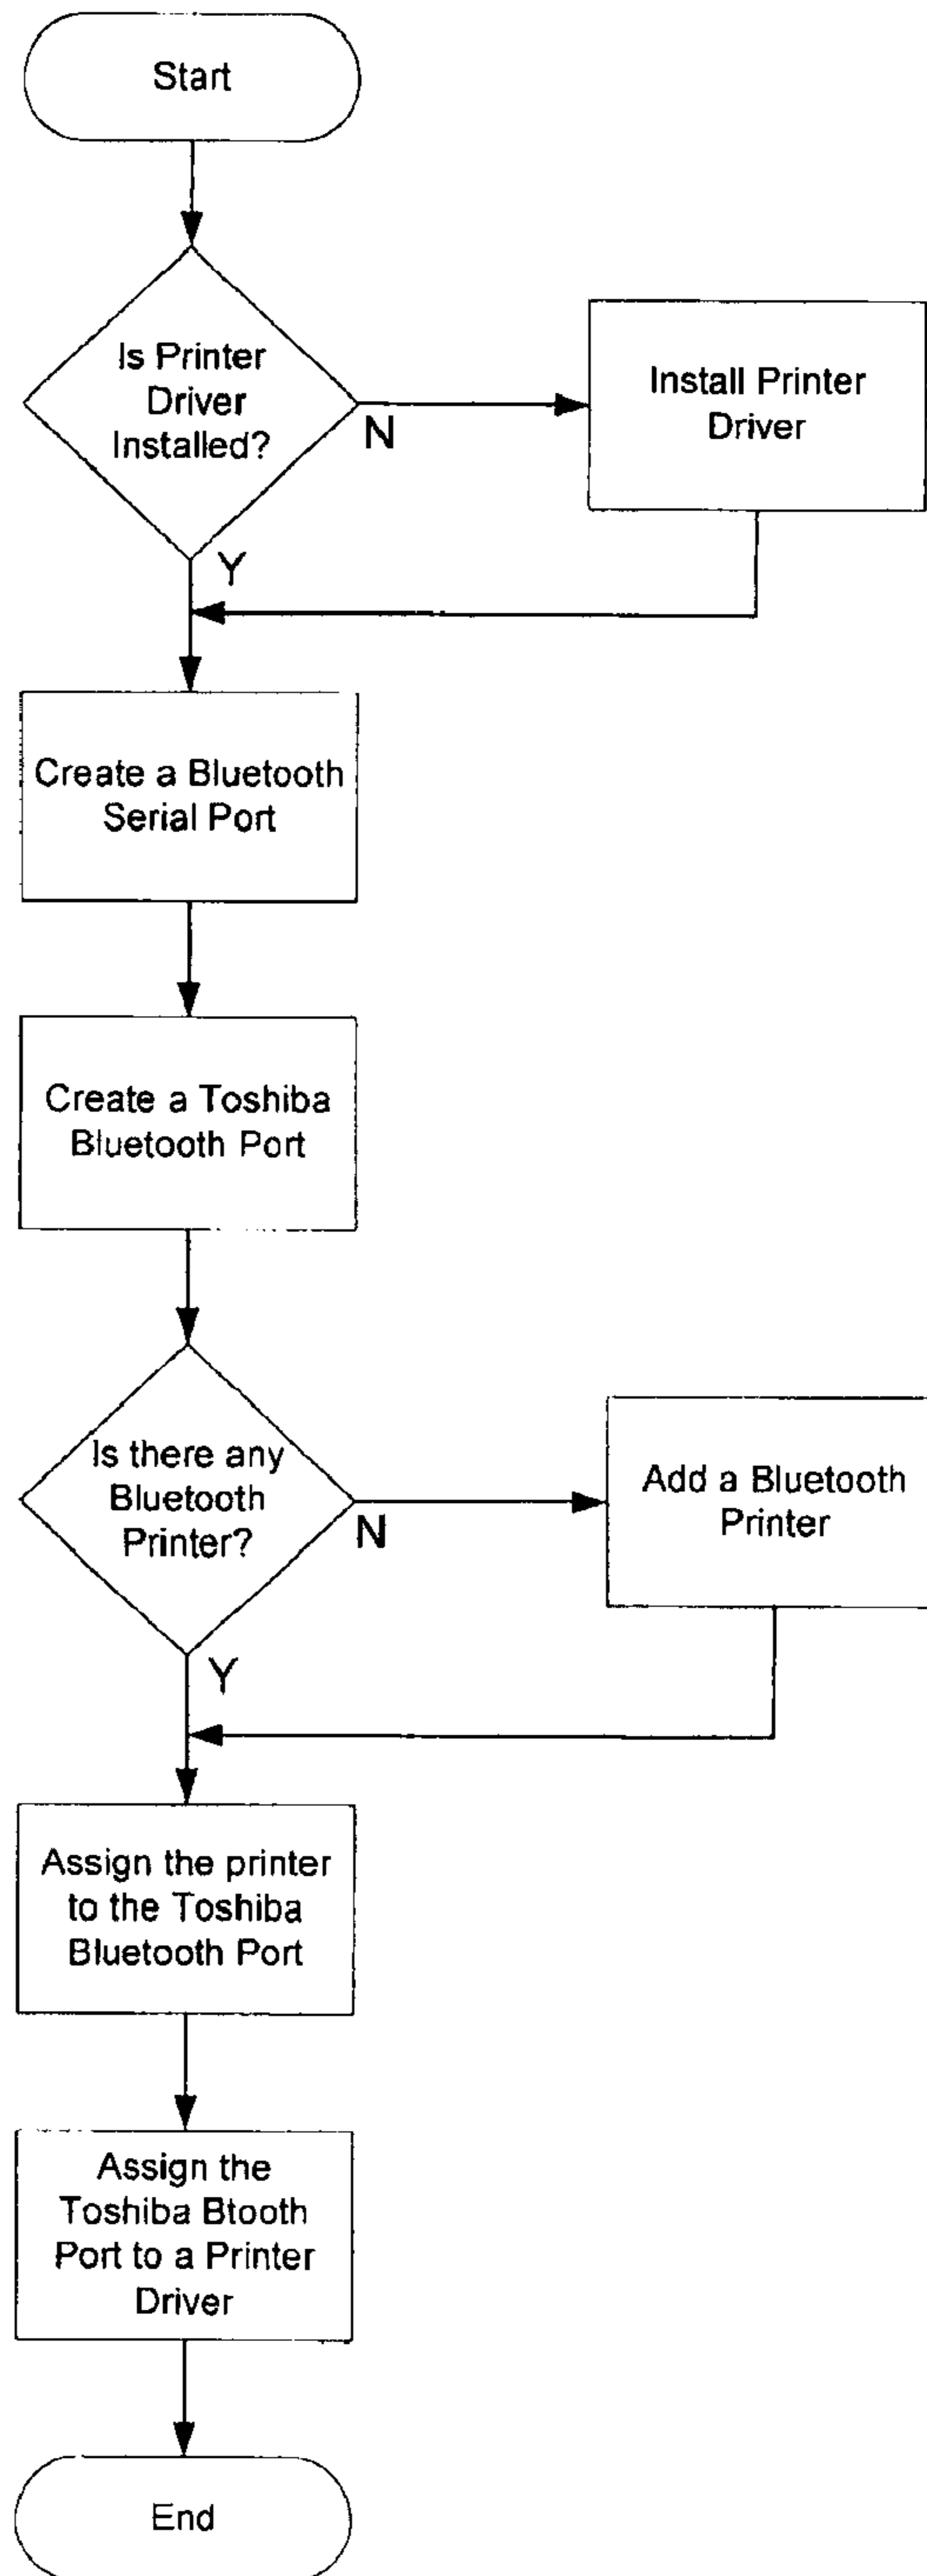 Start
Is Printer
Driver
Installed?
N
Install Printer
Driver
Y
Create a Bluetooth
Serial Port
Create a Toshiba
Bluetooth Port
Is there any
Bluetooth
Printer?
N
Add a Bluetooth
Printer
Y
Assign the printer
to the Toshiba
Bluetooth Port
Assign the
Toshiba Btooth
Port to a Printer
Driver
End